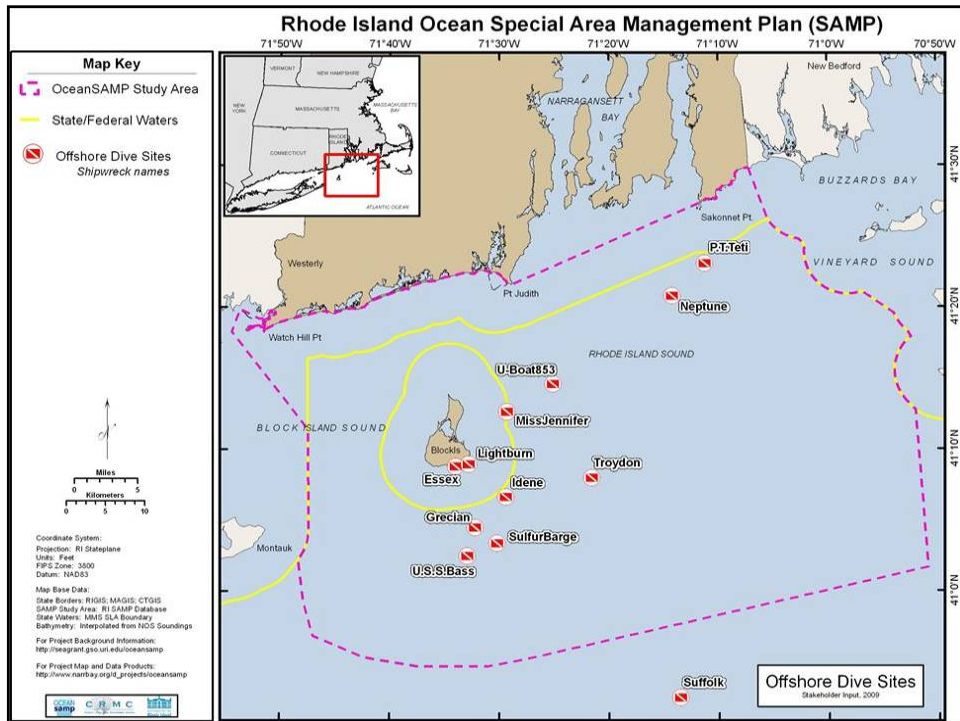 Rhode Island Ocean Special Area Management Plan (SAMP)
71°50'W
71°40'W
71°30'W
71°20'W
71°10'W
70°50'W
Map Key
OceanSAMP Study Area
State/Federal Waters
Offshore Dive Sites
Shipwreck names
VERMONT
NEW HAMPSHIRE
NEW YORK
MASSACHUSETTS
MASSACHUSETTS BAY
CONNECTICUT
RHODE ISLAND
ATLANTIC OCEAN
NARRAGANSETT BAY
New Bedford
BUZZARDS BAY
41°30'N
Sakonnet Pt.
P.T.Teti
VINEYARD SOUND
Westerly
Pt Judith
Neptune
41°20'N
Watch Hill Pt
RHODE ISLAND SOUND
U-Boat853
MissJennifer
BLOCK ISLAND SOUND
BlockIs
Lightburn
41°10'N
Essex
Idene
Troydon
Grecian
SulfurBarge
U.S.S.Bass
Montauk
41°0'N
Suffolk
N
Miles
0 5
Kilometers
0 5 10
Coordinate System:
Projection: RI Stateplane
Units: Feet
FIPS Zone: 3800
Datum: NAD83
Map Base Data:
State Borders: RIGIS; MAGIS; CTGIS
SAMP Study Area: RI SAMP Database
State Waters: MMS SLA Boundary
Bathymetry: Interpolated from NOS Soundings
For Project Background Information:
http://seagrant.gso.uri.edu/oceansamp
For Project Map and Data Products:
http://www.narrbay.org/d_projects/oceansamp
OCEAN
samp
CRMC
Offshore Dive Sites
Stakeholder Input, 2009